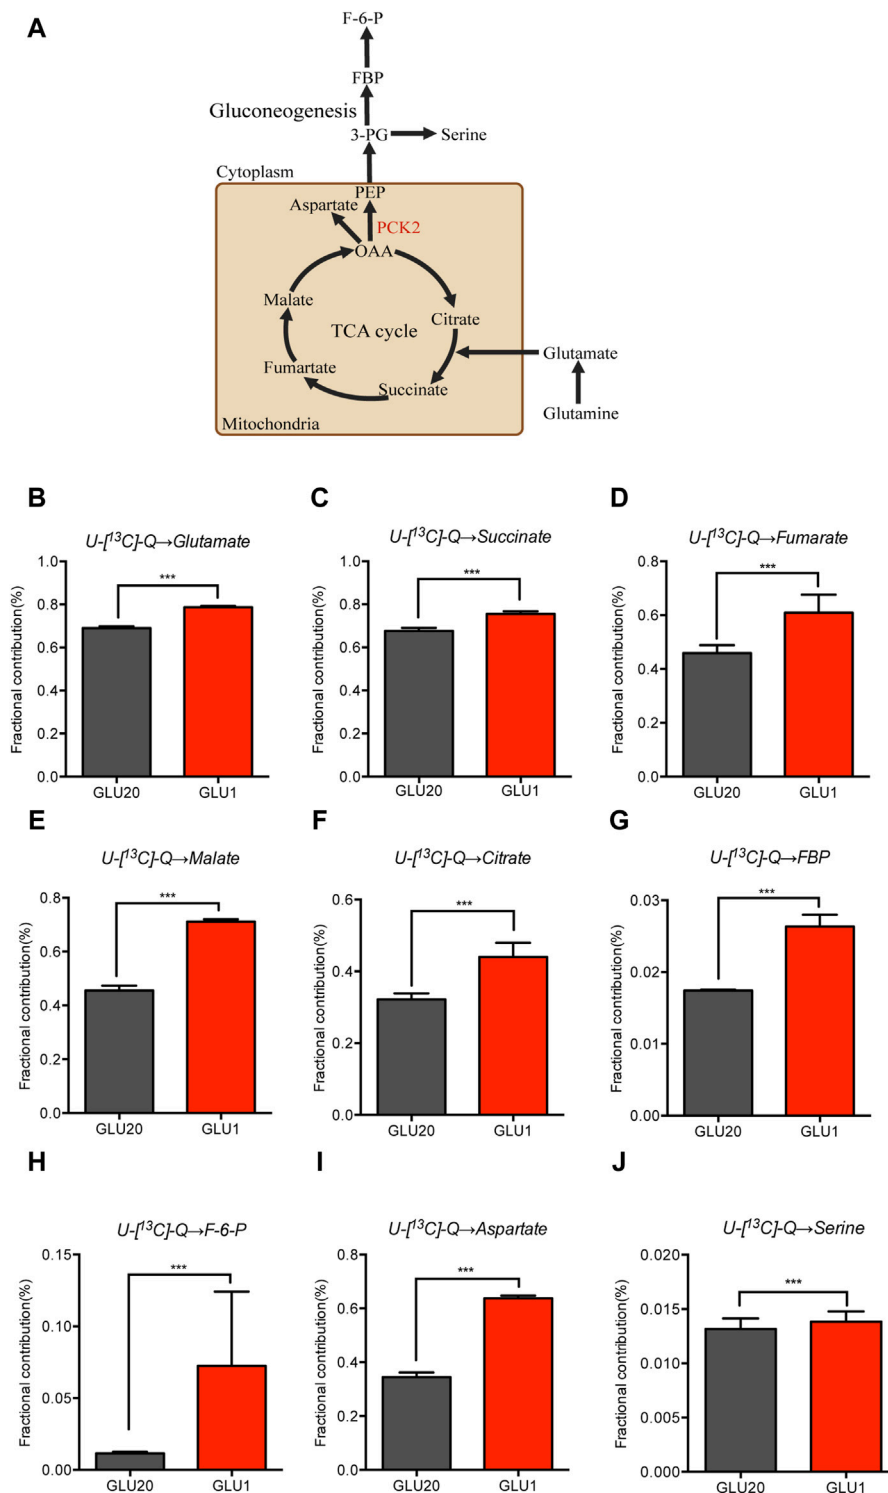 A
F-6-P
FBP
Gluconeogenesis
3-PG
Serine
Cytoplasm
PEP
Aspartate
PCK2
OAA
Malate
Citrate
TCA cycle
Glutamate
Fumartate
Succinate
Glutamine
Mitochondria
B
U-[¹³C]-Q→Glutamate
Fractional contribution(%)
1.0
0.8
0.6
0.4
0.2
0.0
***
GLU20
GLU1
C
U-[¹³C]-Q→Succinate
Fractional contribution(%)
1.0
0.8
0.6
0.4
0.2
0.0
***
GLU20
GLU1
D
U-[¹³C]-Q→Fumarate
Fractional contribution(%)
0.8
0.6
0.4
0.2
0.0
***
GLU20
GLU1
E
U-[¹³C]-Q→Malate
Fractional contribution(%)
0.8
0.6
0.4
0.2
0.0
***
GLU20
GLU1
F
U-[¹³C]-Q→Citrate
Fractional contribution(%)
0.6
0.4
0.2
0.0
***
GLU20
GLU1
G
U-[¹³C]-Q→FBP
Fractional contribution(%)
0.03
0.02
0.01
0.00
***
GLU20
GLU1
H
U-[¹³C]-Q→F-6-P
Fractional contribution(%)
0.15
0.10
0.05
0.00
***
GLU20
GLU1
I
U-[¹³C]-Q→Aspartate
Fractional contribution(%)
0.8
0.6
0.4
0.2
0.0
***
GLU20
GLU1
J
U-[¹³C]-Q→Serine
Fractional contribution(%)
0.020
0.015
0.010
0.005
0.000
***
GLU20
GLU1